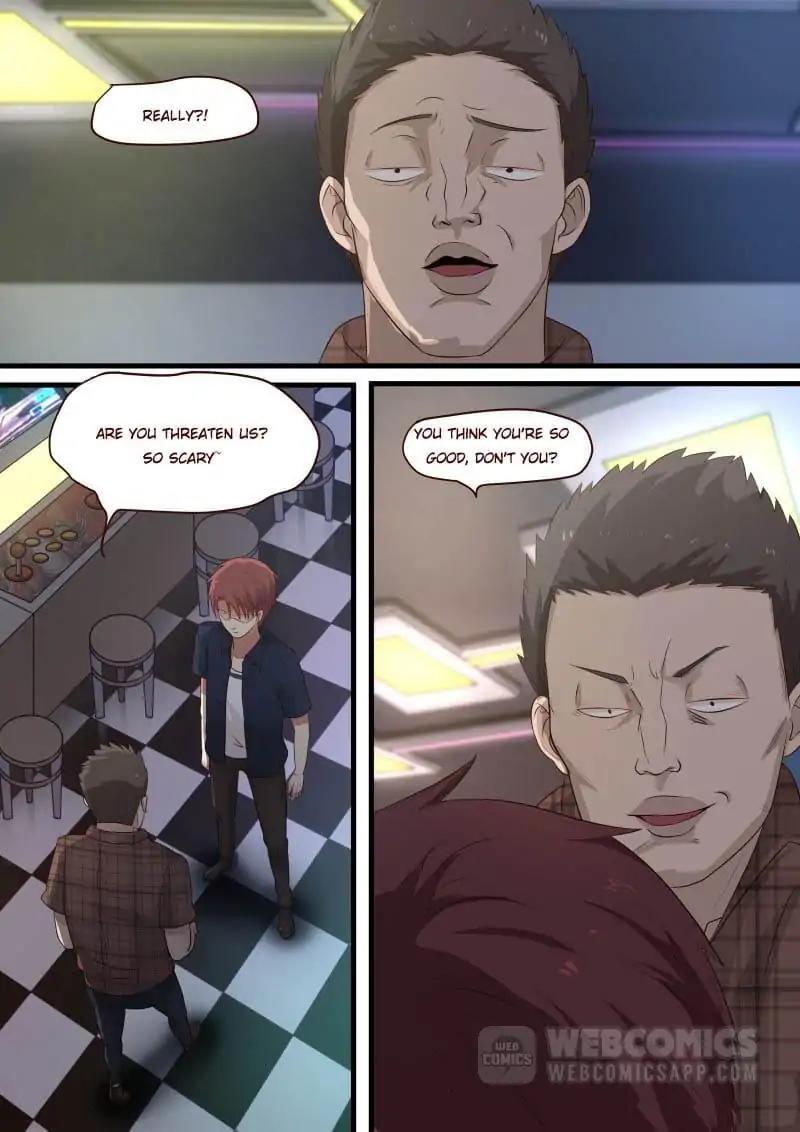 REALLY?!
ARE YOU THREATEN US?
SO SCARY~
YOU THINK YOU'RE SO
GOOD, DON'T YOU?
WEB
COMICS
WEBCOMICS
WEBCOMICSAPP.COM